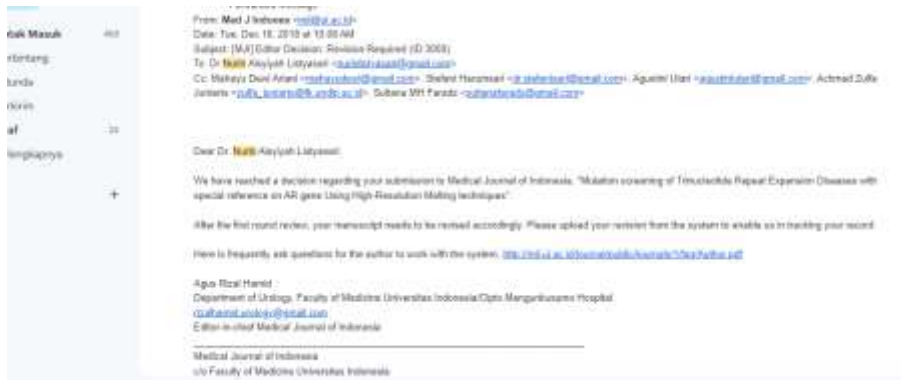 Masuk
From: Med J Indones
Date: Tue, Dec 18, 2018 at 10:00 AM
Subject: [MJI] Editor Decision: Revision Required (ID 3009)
To: Dr. Nurin Aisyiyah Listyasari
Cc: Mahayu Dewi Ariani Stefani Harumsari Agustini Utari Achmad Zulfa
Juniarto Sultana MH Faradz
Dear Dr. Nurin Aisyiyah Listyasari:
We have reached a decision regarding your submission to Medical Journal of Indonesia, "Mutation screening of Trinucleotide Repeat Expansion Diseases with
special reference on AR gene Using High-Resolution Melting techniques".
After the first round review, your manuscript needs to be revised accordingly. Please upload your revision from the system to enable us in tracking your record.
Here is frequently ask questions for the author to work with the system.
Agus Rizal Hamid
Department of Urology, Faculty of Medicine Universitas Indonesia/Cipto Mangunkusumo Hospital
Editor-in-chief Medical Journal of Indonesia
Medical Journal of Indonesia
c/o Faculty of Medicine Universitas Indonesia